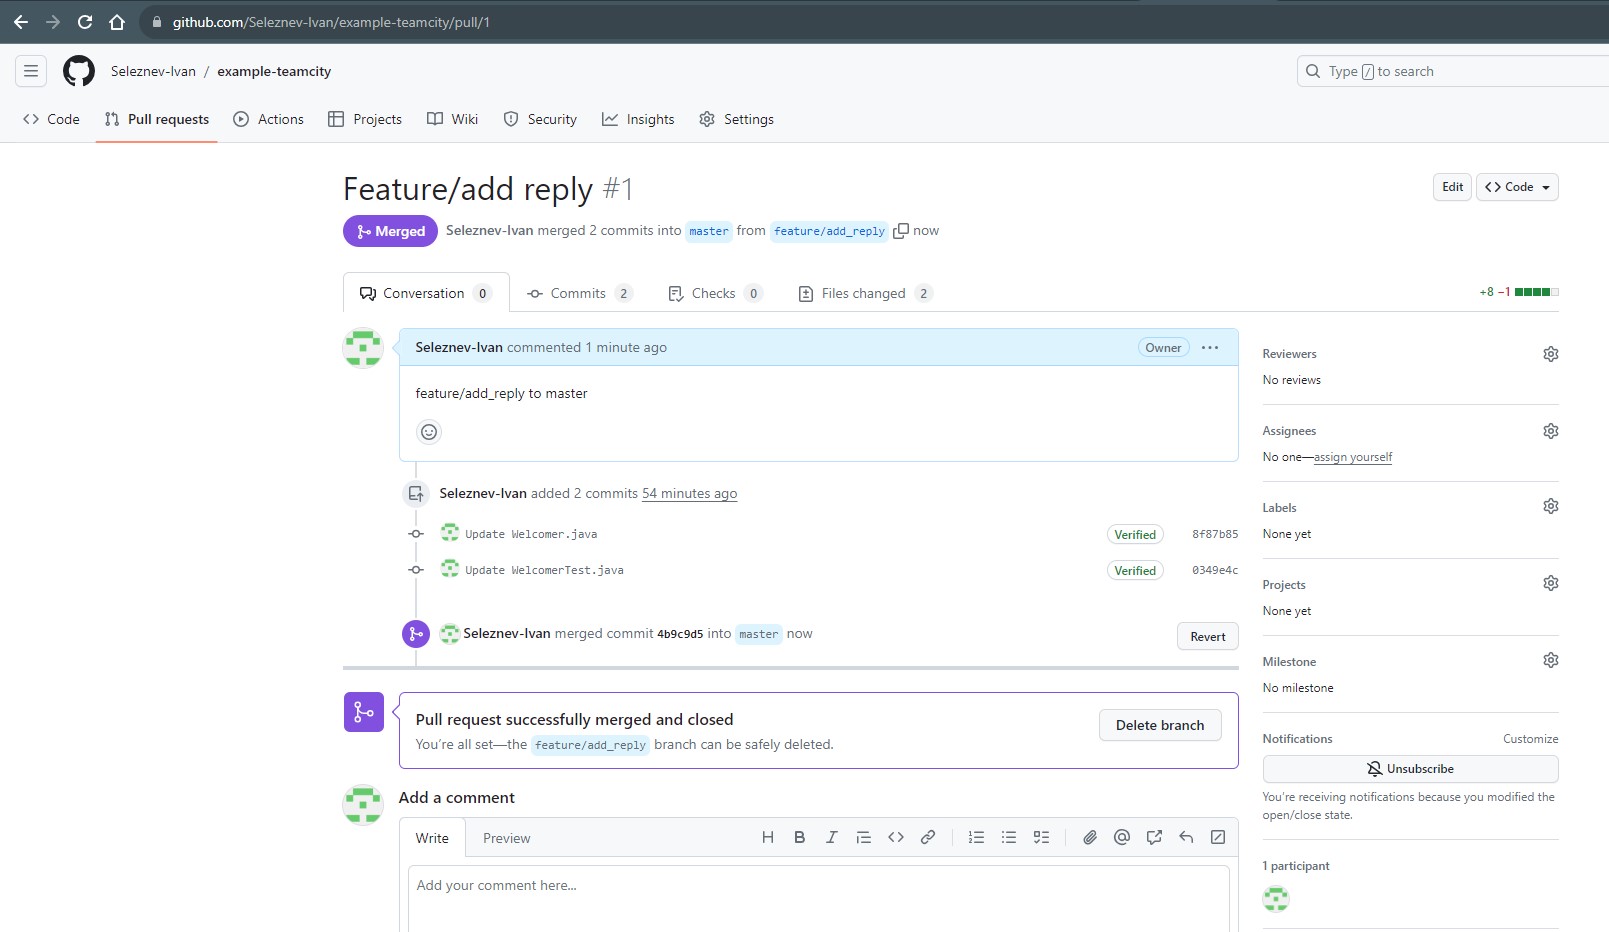 github.com/Seleznev-Ivan/example-teamcity/pull/1
Seleznev-Ivan / example-teamcity
Type / to search
Code Pull requests Actions Projects Wiki Security Insights Settings
Feature/add reply #1
Edit <> Code
Merged Seleznev-Ivan merged 2 commits into master from feature/add_reply now
Conversation 0 Commits 2 Checks 0 Files changed 2
+8 −1
Seleznev-Ivan commented 1 minute ago
Owner ...
feature/add_reply to master
Seleznev-Ivan added 2 commits 54 minutes ago
Update Welcomer.java Verified 8f87b85
Update WelcomerTest.java Verified 0349e4c
Seleznev-Ivan merged commit 4b9c9d5 into master now
Revert
Pull request successfully merged and closed
You're all set—the feature/add_reply branch can be safely deleted.
Delete branch
Add a comment
Write Preview
H B I
Add your comment here...
Reviewers
No reviews
Assignees
No one—assign yourself
Labels
None yet
Projects
None yet
Milestone
No milestone
Notifications Customize
Unsubscribe
You're receiving notifications because you modified the
open/close state.
1 participant